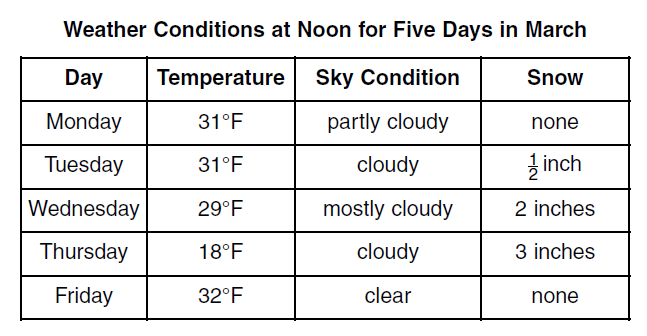 Weather Conditions at Noon for Five Days in March
Day Temperature Sky Condition Snow
Monday 31°F partly cloudy none
Tuesday 31°F cloudy 1/2 inch
Wednesday 29°F mostly cloudy 2 inches
Thursday 18°F cloudy 3 inches
Friday 32°F clear none